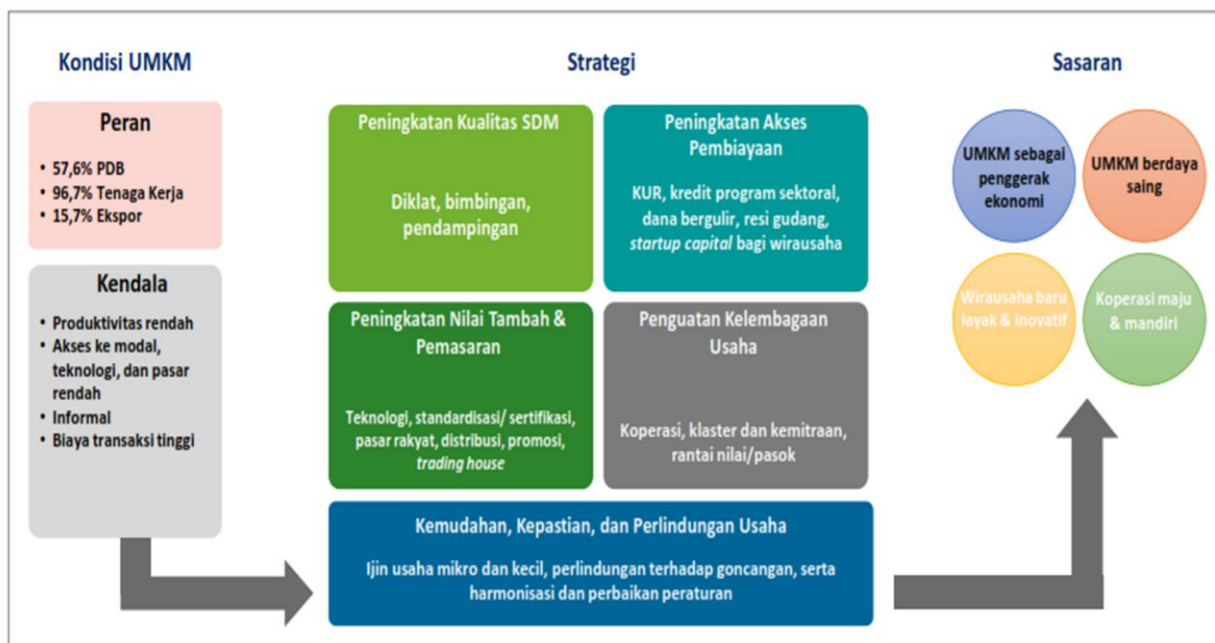 Kondisi UMKM
Strategi
Sasaran
Peran
• 57,6% PDB
• 96,7% Tenaga Kerja
• 15,7% Ekspor
Kendala
• Produktivitas rendah
• Akses ke modal,
teknologi, dan pasar
rendah
• Informal
• Biaya transaksi tinggi
Peningkatan Kualitas SDM
Diklat, bimbingan,
pendampingan
Peningkatan Akses
Pembiayaan
KUR, kredit program sektoral,
dana bergulir, resi gudang,
startup capital bagi wirausaha
Peningkatan Nilai Tambah &
Pemasaran
Teknologi, standardisasi/ sertifikasi,
pasar rakyat, distribusi, promosi,
trading house
Penguatan Kelembagaan
Usaha
Koperasi, klaster dan kemitraan,
rantai nilai/pasok
Kemudahan, Kepastian, dan Perlindungan Usaha
Ijin usaha mikro dan kecil, perlindungan terhadap goncangan, serta
harmonisasi dan perbaikan peraturan
UMKM sebagai
penggerak
ekonomi
UMKM berdaya
saing
Wirausaha baru
layak & inovatif
Koperasi maju
& mandiri